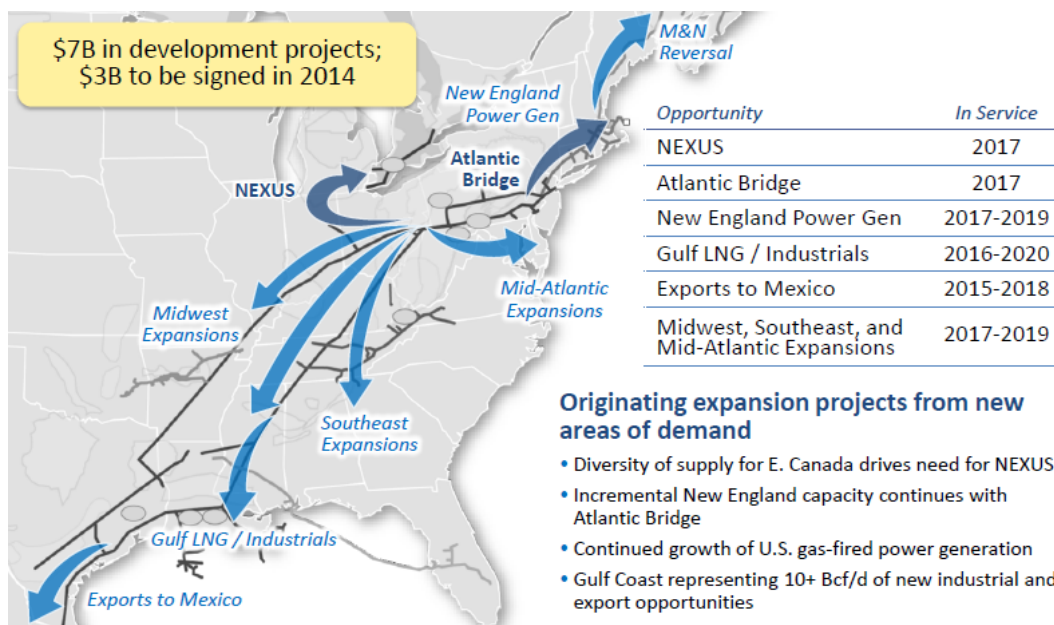 $7B in development projects;
$3B to be signed in 2014
M&N
Reversal
New England
Power Gen
Atlantic
Bridge
NEXUS
Midwest
Expansions
Mid-Atlantic
Expansions
Southeast
Expansions
Gulf LNG / Industrials
Exports to Mexico
Opportunity In Service
NEXUS 2017
Atlantic Bridge 2017
New England Power Gen 2017-2019
Gulf LNG / Industrials 2016-2020
Exports to Mexico 2015-2018
Midwest, Southeast, and
Mid-Atlantic Expansions 2017-2019
Originating expansion projects from new
areas of demand
• Diversity of supply for E. Canada drives need for NEXUS
• Incremental New England capacity continues with
Atlantic Bridge
• Continued growth of U.S. gas-fired power generation
• Gulf Coast representing 10+ Bcf/d of new industrial and
export opportunities